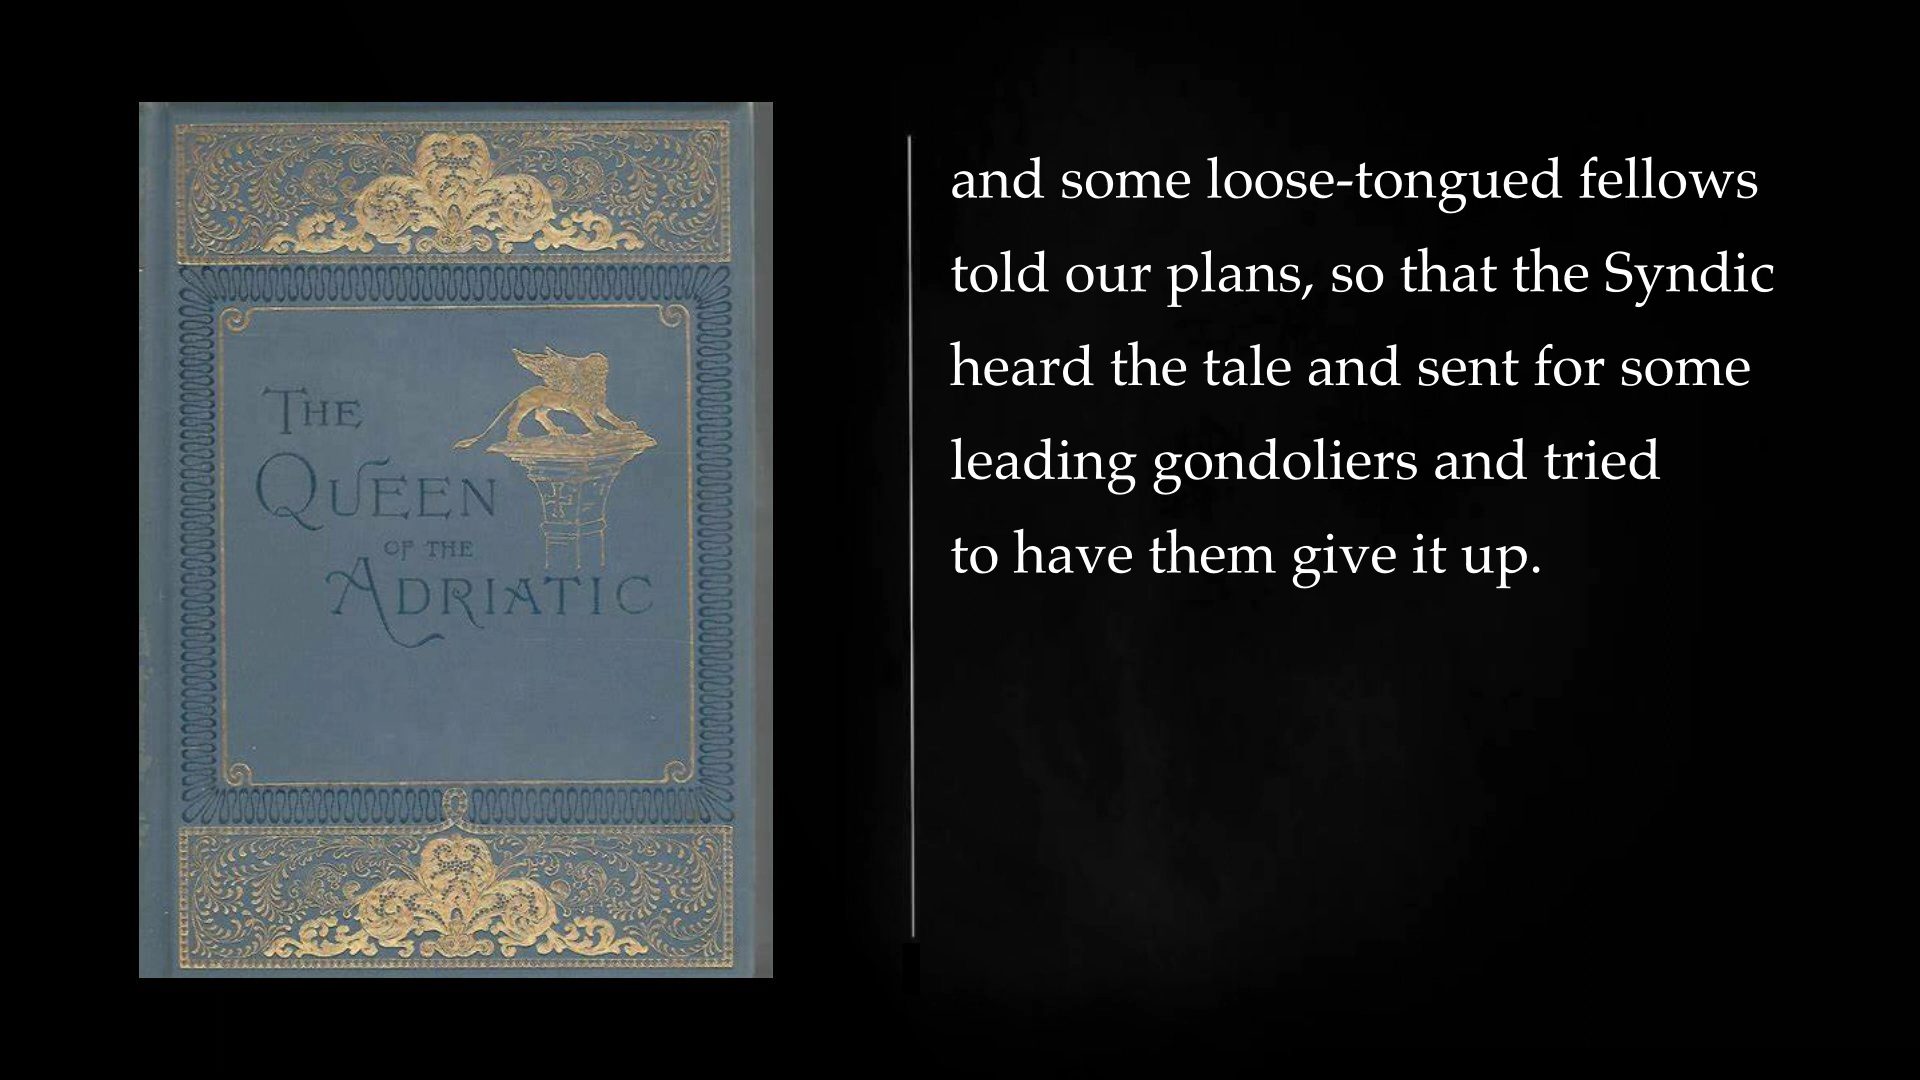 THE
QUEEN
OF THE
ADRIATIC
and some loose-tongued fellows
told our plans, so that the Syndic
heard the tale and sent for some
leading gondoliers and tried
to have them give it up.